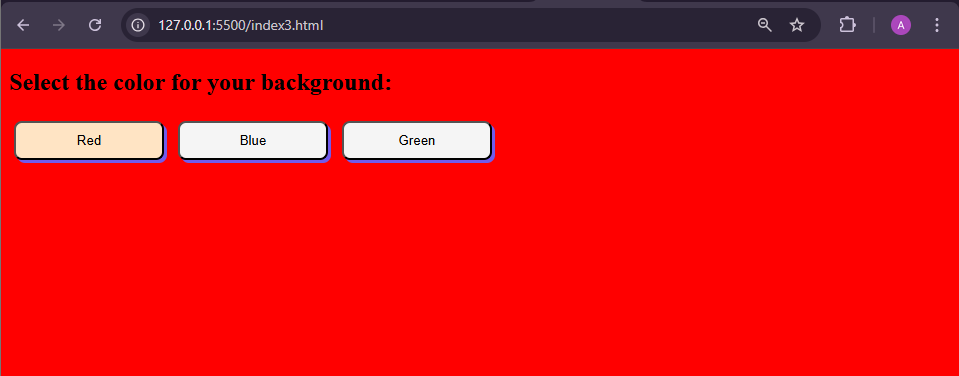 127.0.0.1:5500/index3.html
A
Select the color for your background:
Red Blue Green